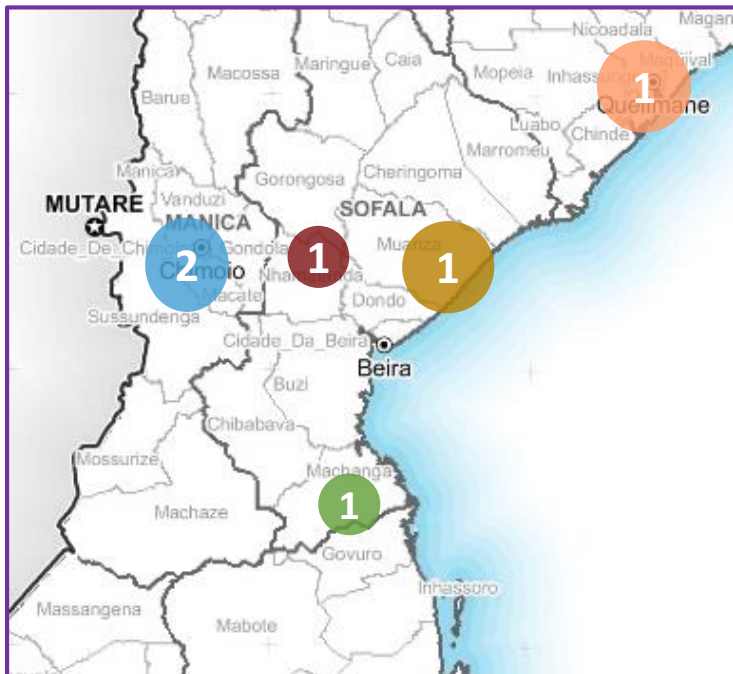 Magan
Nicoadala
Maringue
Caia
Maquival
Macossa
Mopeia
Inhassung
1
Barue
Quelimane
Luabo
Chinde
Marromeu
Manica
Cheringoma
Gorongosa
Vanduzi
MUTARE
SOFALA
MANICA
Cidade_De_Chimoio
Gondola
Muanza
2
1
1
Chimoio
Nhamatanda
Macate
Dondo
Sussundenga
Cidade_Da_Beira
Beira
Buzi
Chibabava
Mossurize
Machanga
1
Machaze
Govuro
Inhassoro
Massangena
Mabote